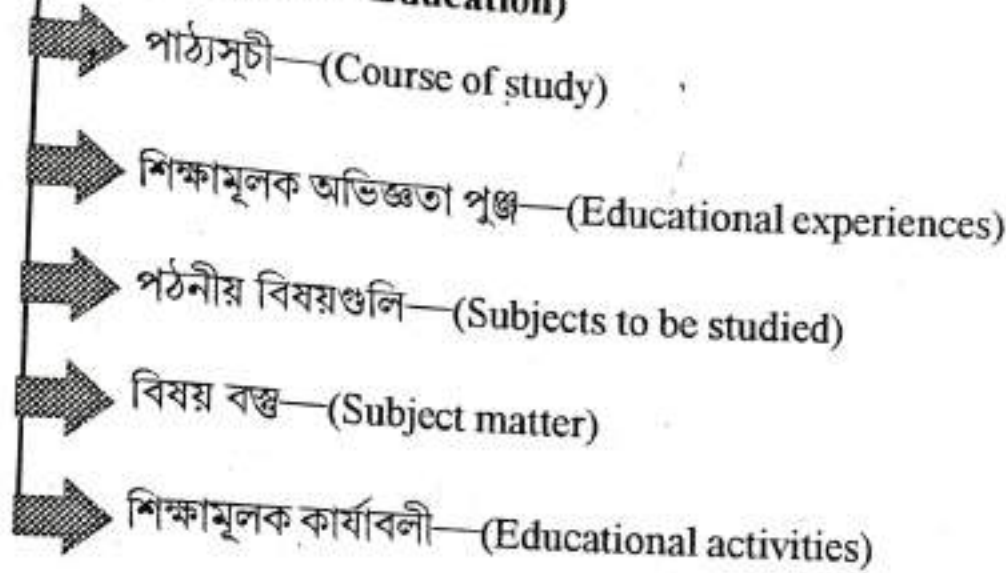 Education)
পাঠ্যসূচী—(Course of study)
শিক্ষামূলক অভিজ্ঞতা পুঞ্জ—(Educational experiences)
পঠনীয় বিষয়গুলি—(Subjects to be studied)
বিষয় বস্তু—(Subject matter)
শিক্ষামূলক কার্যাবলী—(Educational activities)